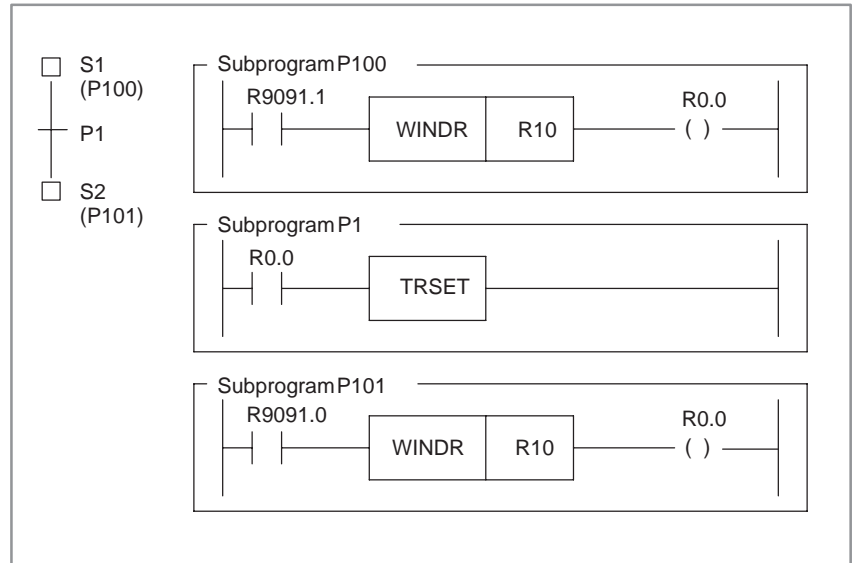 S1
(P100)
P1
S2
(P101)
Subprogram P100
R9091.1
WINDR R10
R0.0
( )
Subprogram P1
R0.0
TRSET
Subprogram P101
R9091.0
WINDR R10
R0.0
( )